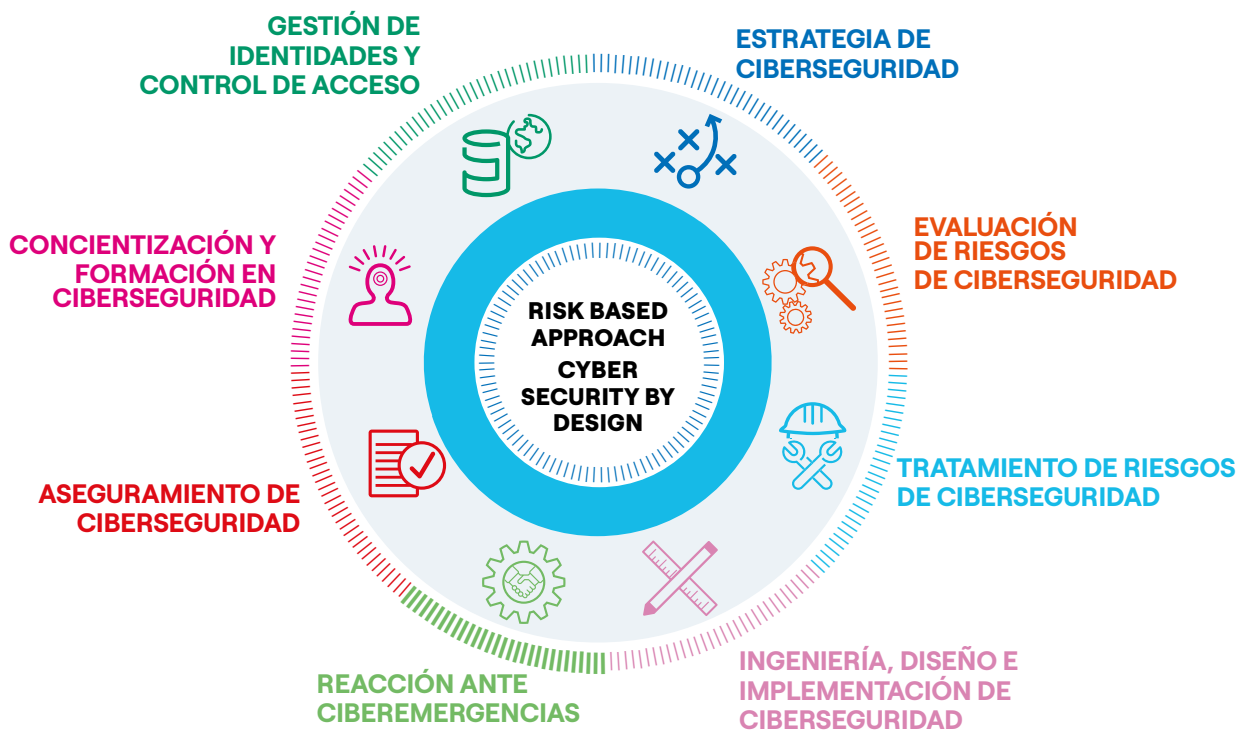 GESTIÓN DE
IDENTIDADES Y
CONTROL DE ACCESO
ESTRATEGIA DE
CIBERSEGURIDAD
EVALUACIÓN
DE RIESGOS
DE CIBERSEGURIDAD
TRATAMIENTO DE RIESGOS
DE CIBERSEGURIDAD
INGENIERÍA, DISEÑO E
IMPLEMENTACIÓN DE
CIBERSEGURIDAD
REACCIÓN ANTE
CIBEREMERGENCIAS
ASEGURAMIENTO DE
CIBERSEGURIDAD
CONCIENTIZACIÓN Y
FORMACIÓN EN
CIBERSEGURIDAD
RISK BASED
APPROACH
CYBER
SECURITY BY
DESIGN